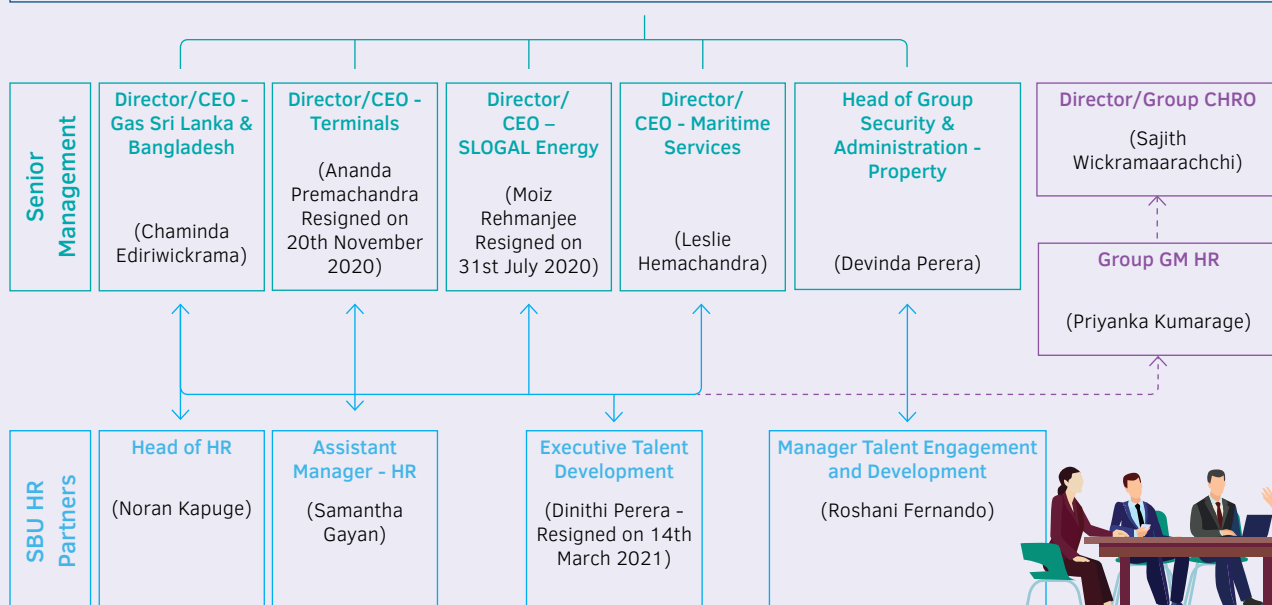 Senior
Management
Director/CEO -
Gas Sri Lanka &
Bangladesh
(Chaminda
Ediriwickrama)
Director/CEO -
Terminals
(Ananda
Premachandra
Resigned on
20th November
2020)
Director/
CEO –
SLOGAL Energy
(Moiz
Rehmanjee
Resigned on
31st July 2020)
Director/
CEO - Maritime
Services
(Leslie
Hemachandra)
Head of Group
Security &
Administration -
Property
(Devinda Perera)
Director/Group CHRO
(Sajith
Wickramaarachchi)
Group GM HR
(Priyanka Kumarage)
SBU HR
Partners
Head of HR
(Noran Kapuge)
Assistant
Manager - HR
(Samantha
Gayan)
Executive Talent
Development
(Dinithi Perera -
Resigned on 14th
March 2021)
Manager Talent Engagement
and Development
(Roshani Fernando)